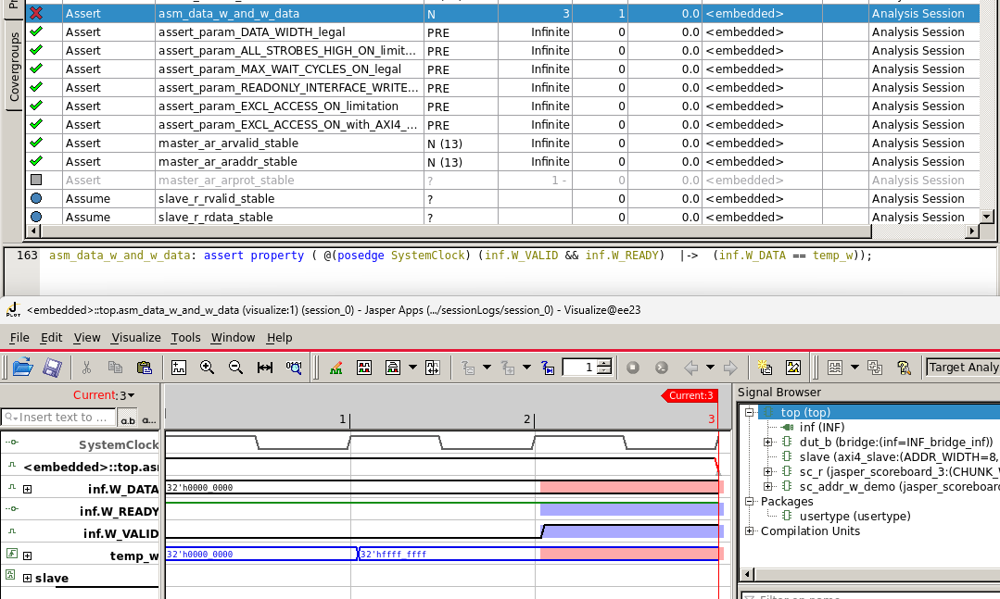 Assert asm_data_w_and_w_data N 3 1 0.0 <embedded> Analysis Session
Assert assert_param_DATA_WIDTH_legal PRE Infinite 0 0.0 <embedded> Analysis Session
Assert assert_param_ALL_STROBES_HIGH_ON_limit... PRE Infinite 0 0.0 <embedded> Analysis Session
Assert assert_param_MAX_WAIT_CYCLES_ON_legal PRE Infinite 0 0.0 <embedded> Analysis Session
Assert assert_param_READONLY_INTERFACE_WRITE... PRE Infinite 0 0.0 <embedded> Analysis Session
Assert assert_param_EXCL_ACCESS_ON_limitation PRE Infinite 0 0.0 <embedded> Analysis Session
Assert assert_param_EXCL_ACCESS_ON_with_AXI4_... PRE Infinite 0 0.0 <embedded> Analysis Session
Assert master_ar_arvalid_stable N (13) Infinite 0 0.0 <embedded> Analysis Session
Assert master_ar_araddr_stable N (13) Infinite 0 0.0 <embedded> Analysis Session
Assert master_ar_arprot_stable ? 1 - 0 0.0 <embedded> Analysis Session
Assume slave_r_rvalid_stable ? 0 0.0 <embedded> Analysis Session
Assume slave_r_rdata_stable ? 0 0.0 <embedded> Analysis Session
Covergroups
163 asm_data_w_and_w_data: assert property ( @(posedge SystemClock) (inf.W_VALID && inf.W_READY) |-> (inf.W_DATA == temp_w));
J PLOT <embedded>::top.asm_data_w_and_w_data (visualize:1) (session_0) - Jasper Apps (.../sessionLogs/session_0) - Visualize@ee23
File Edit View Visualize Tools Window Help
1 Target Analy
Current:3
Insert text to ... a.b a...
Current:3
1 2 3
SystemClock
<embedded>::top.as
inf.W_DATA 32'h0000_0000
inf.W_READY
inf.W_VALID
temp_w 32'h0000_0000 32'hffff_ffff
slave
Signal Browser
top (top)
inf (INF)
dut_b (bridge:(inf=INF_bridge_inf))
slave (axi4_slave:(ADDR_WIDTH=8,
sc_r (jasper_scoreboard_3:(CHUNK_
sc_addr_w_demo (jasper_scoreboard
Packages
usertype (usertype)
Compilation Units